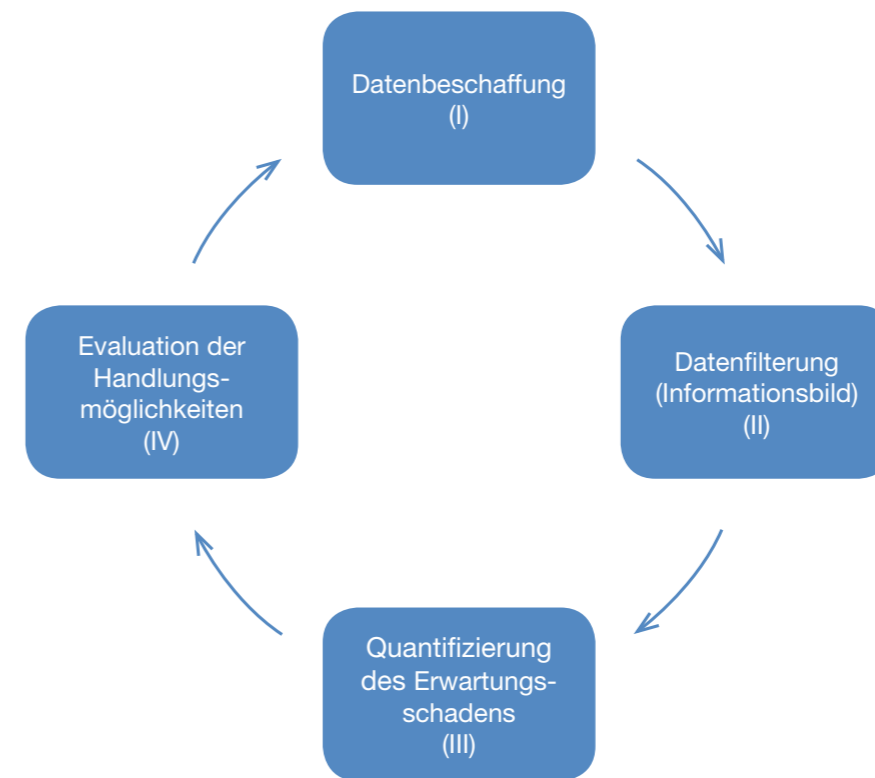 Datenbeschaffung
(I)
Datenfilterung
(Informationsbild)
(II)
Quantifizierung
des Erwartungs-
schadens
(III)
Evaluation der
Handlungs-
möglichkeiten
(IV)